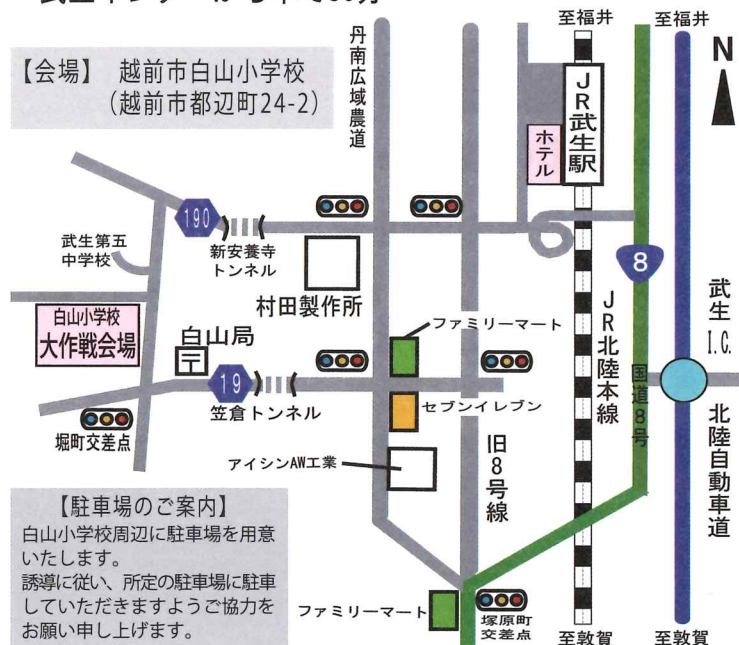 至福井
至福井
【会場】 越前市白山小学校
(越前市都辺町24-2)
丹南広域農道
JR武生駅
ホテル
N
190
新安養寺
トンネル
武生第五
中学校
村田製作所
8
白山小学校
大作戦会場
白山局
〒
ファミリーマート
JR北陸本線
武生I.C.
19
笠倉トンネル
セブンイレブン
国道8号
堀町交差点
アイシンAW工業
旧8号線
北陸自動車道
【駐車場のご案内】
白山小学校周辺に駐車場を用意
いたします。
誘導に従い、所定の駐車場に駐車
していただきますようご協力を
お願い申し上げます。
ファミリーマート
塚原町
交差点
至敦賀
至敦賀